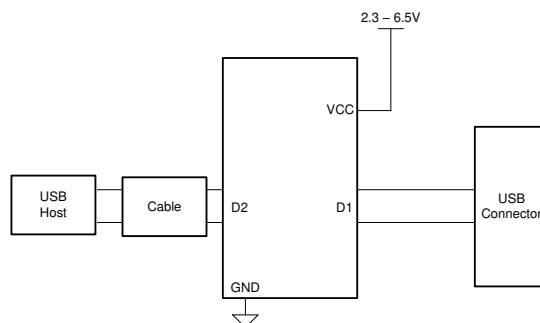 2.3 – 6.5V
VCC
USB
Host
Cable
D2
D1
USB
Connector
GND